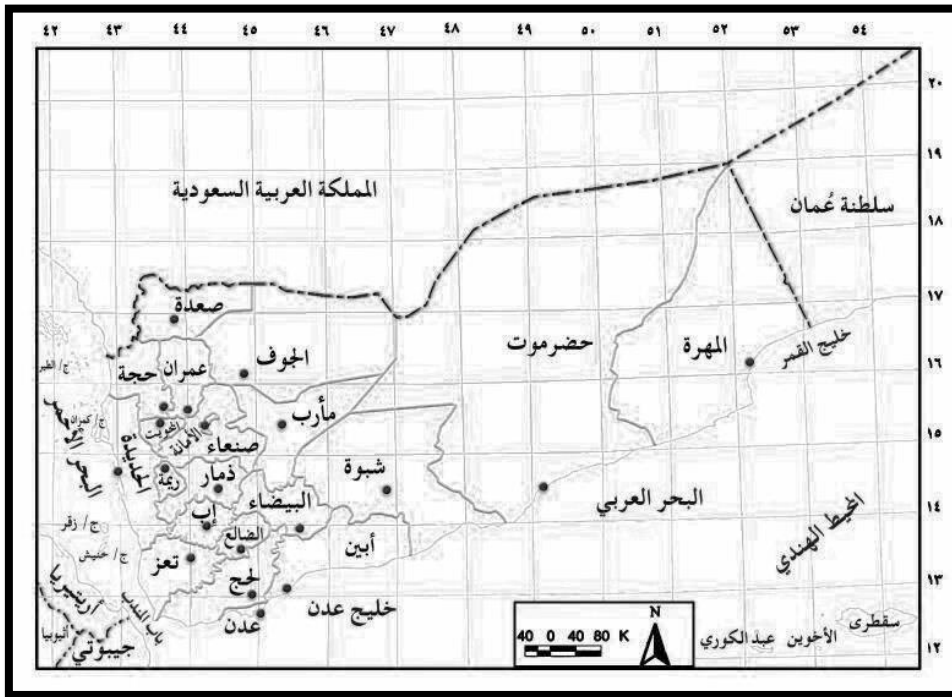 ٤٢ ٤٣ ٤٤ ٤٥ ٤٦ ٤٧ ٤٨ ٤٩ ٥٠ ٥١ ٥٢ ٥٣ ٥٤
٢٠
١٩
المملكة العربية السعودية
سلطنة عُمان
١٨
١٧
صعدة
خليج القمر
المهرة
حضرموت
الجوف
عمران
حجة
١٦
ج/ الطير
مأرب
ج/ كمران
المحويت
الأمانة
صنعاء
١٥
البحر الأحمر
الحديدة
ريمة
ذمار
شبوة
البيضاء
البحر العربي
١٤
المحيط الهندي
إب
ج/ زقر
الضالع
أبين
تعز
ج/ حنيش
١٣
لحج
أريتيريا
باب المندب
عدن
خليج عدن
سقطرى
عبد الكوري
الأخوين
أثيوبيا
جيبوتي
١٢
N
40 0 40 80 K